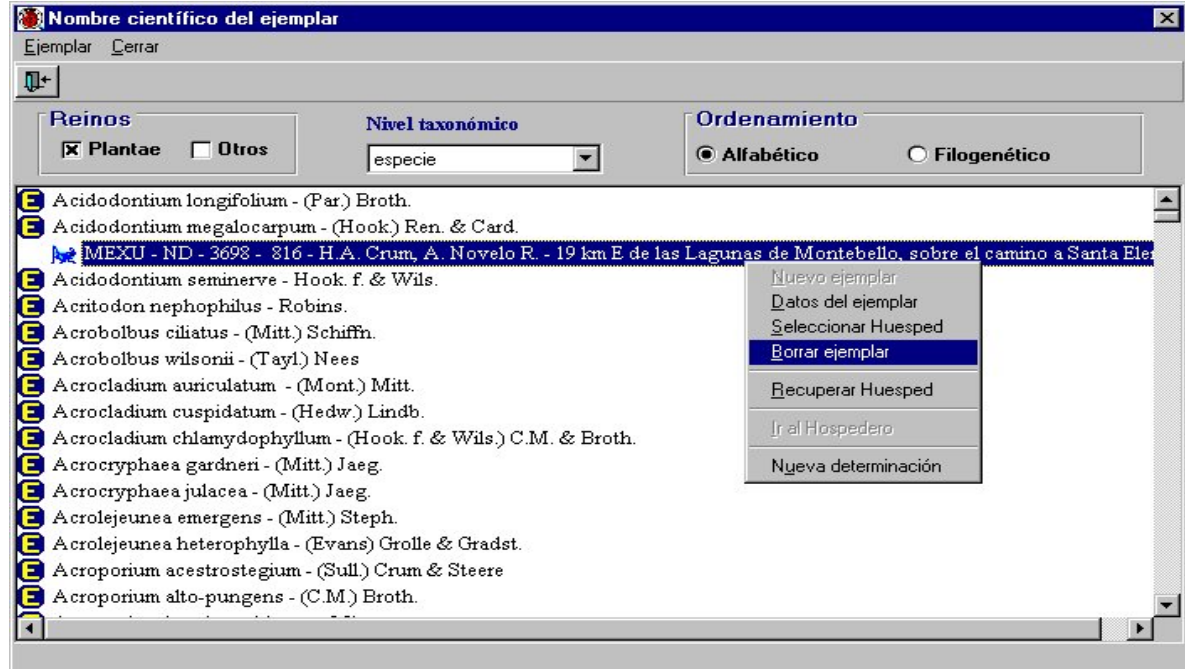 Nombre científico del ejemplar
Ejemplar Cerrar
Reinos
Plantae Otros
Nivel taxonómico
especie
Ordenamiento
Alfabético Filogenético
E Acidodontium longifolium - (Par.) Broth.
E Acidodontium megalocarpum - (Hook.) Ren. & Card.
MEXU - ND - 3698 - 816 - H.A. Crum, A. Novelo R. - 19 km E de las Lagunas de Montebello, sobre el camino a Santa Eler
E Acidodontium seminerve - Hook. f. & Wils.
E Acritodon nephophilus - Robins.
E Acrobolbus ciliatus - (Mitt.) Schiffn.
E Acrobolbus wilsonii - (Tayl.) Nees
E Acrocladium auriculatum - (Mont.) Mitt.
E Acrocladium cuspidatum - (Hedw.) Lindb.
E Acrocladium chlamydophyllum - (Hook. f. & Wils.) C.M. & Broth.
E Acrocryphaea gardneri - (Mitt.) Jaeg.
E Acrocryphaea julacea - (Mitt.) Jaeg.
E Acrolejeunea emergens - (Mitt.) Steph.
E Acrolejeunea heterophylla - (Evans) Grolle & Gradst.
E Acroporium acestrostegium - (Sull.) Crum & Steere
E Acroporium alto-pungens - (C.M.) Broth.
Nuevo ejemplar
Datos del ejemplar
Seleccionar Huesped
Borrar ejemplar
Recuperar Huesped
Ir al Hospedero
Nueva determinación